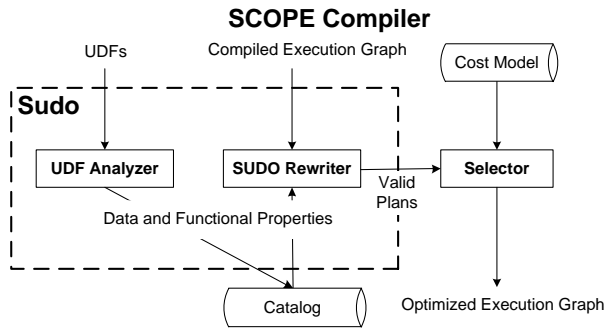 SCOPE Compiler
UDFs
Compiled Execution Graph
Cost Model
Sudo
UDF Analyzer
SUDO Rewriter
Selector
Valid
Plans
Data and Functional Properties
Catalog
Optimized Execution Graph